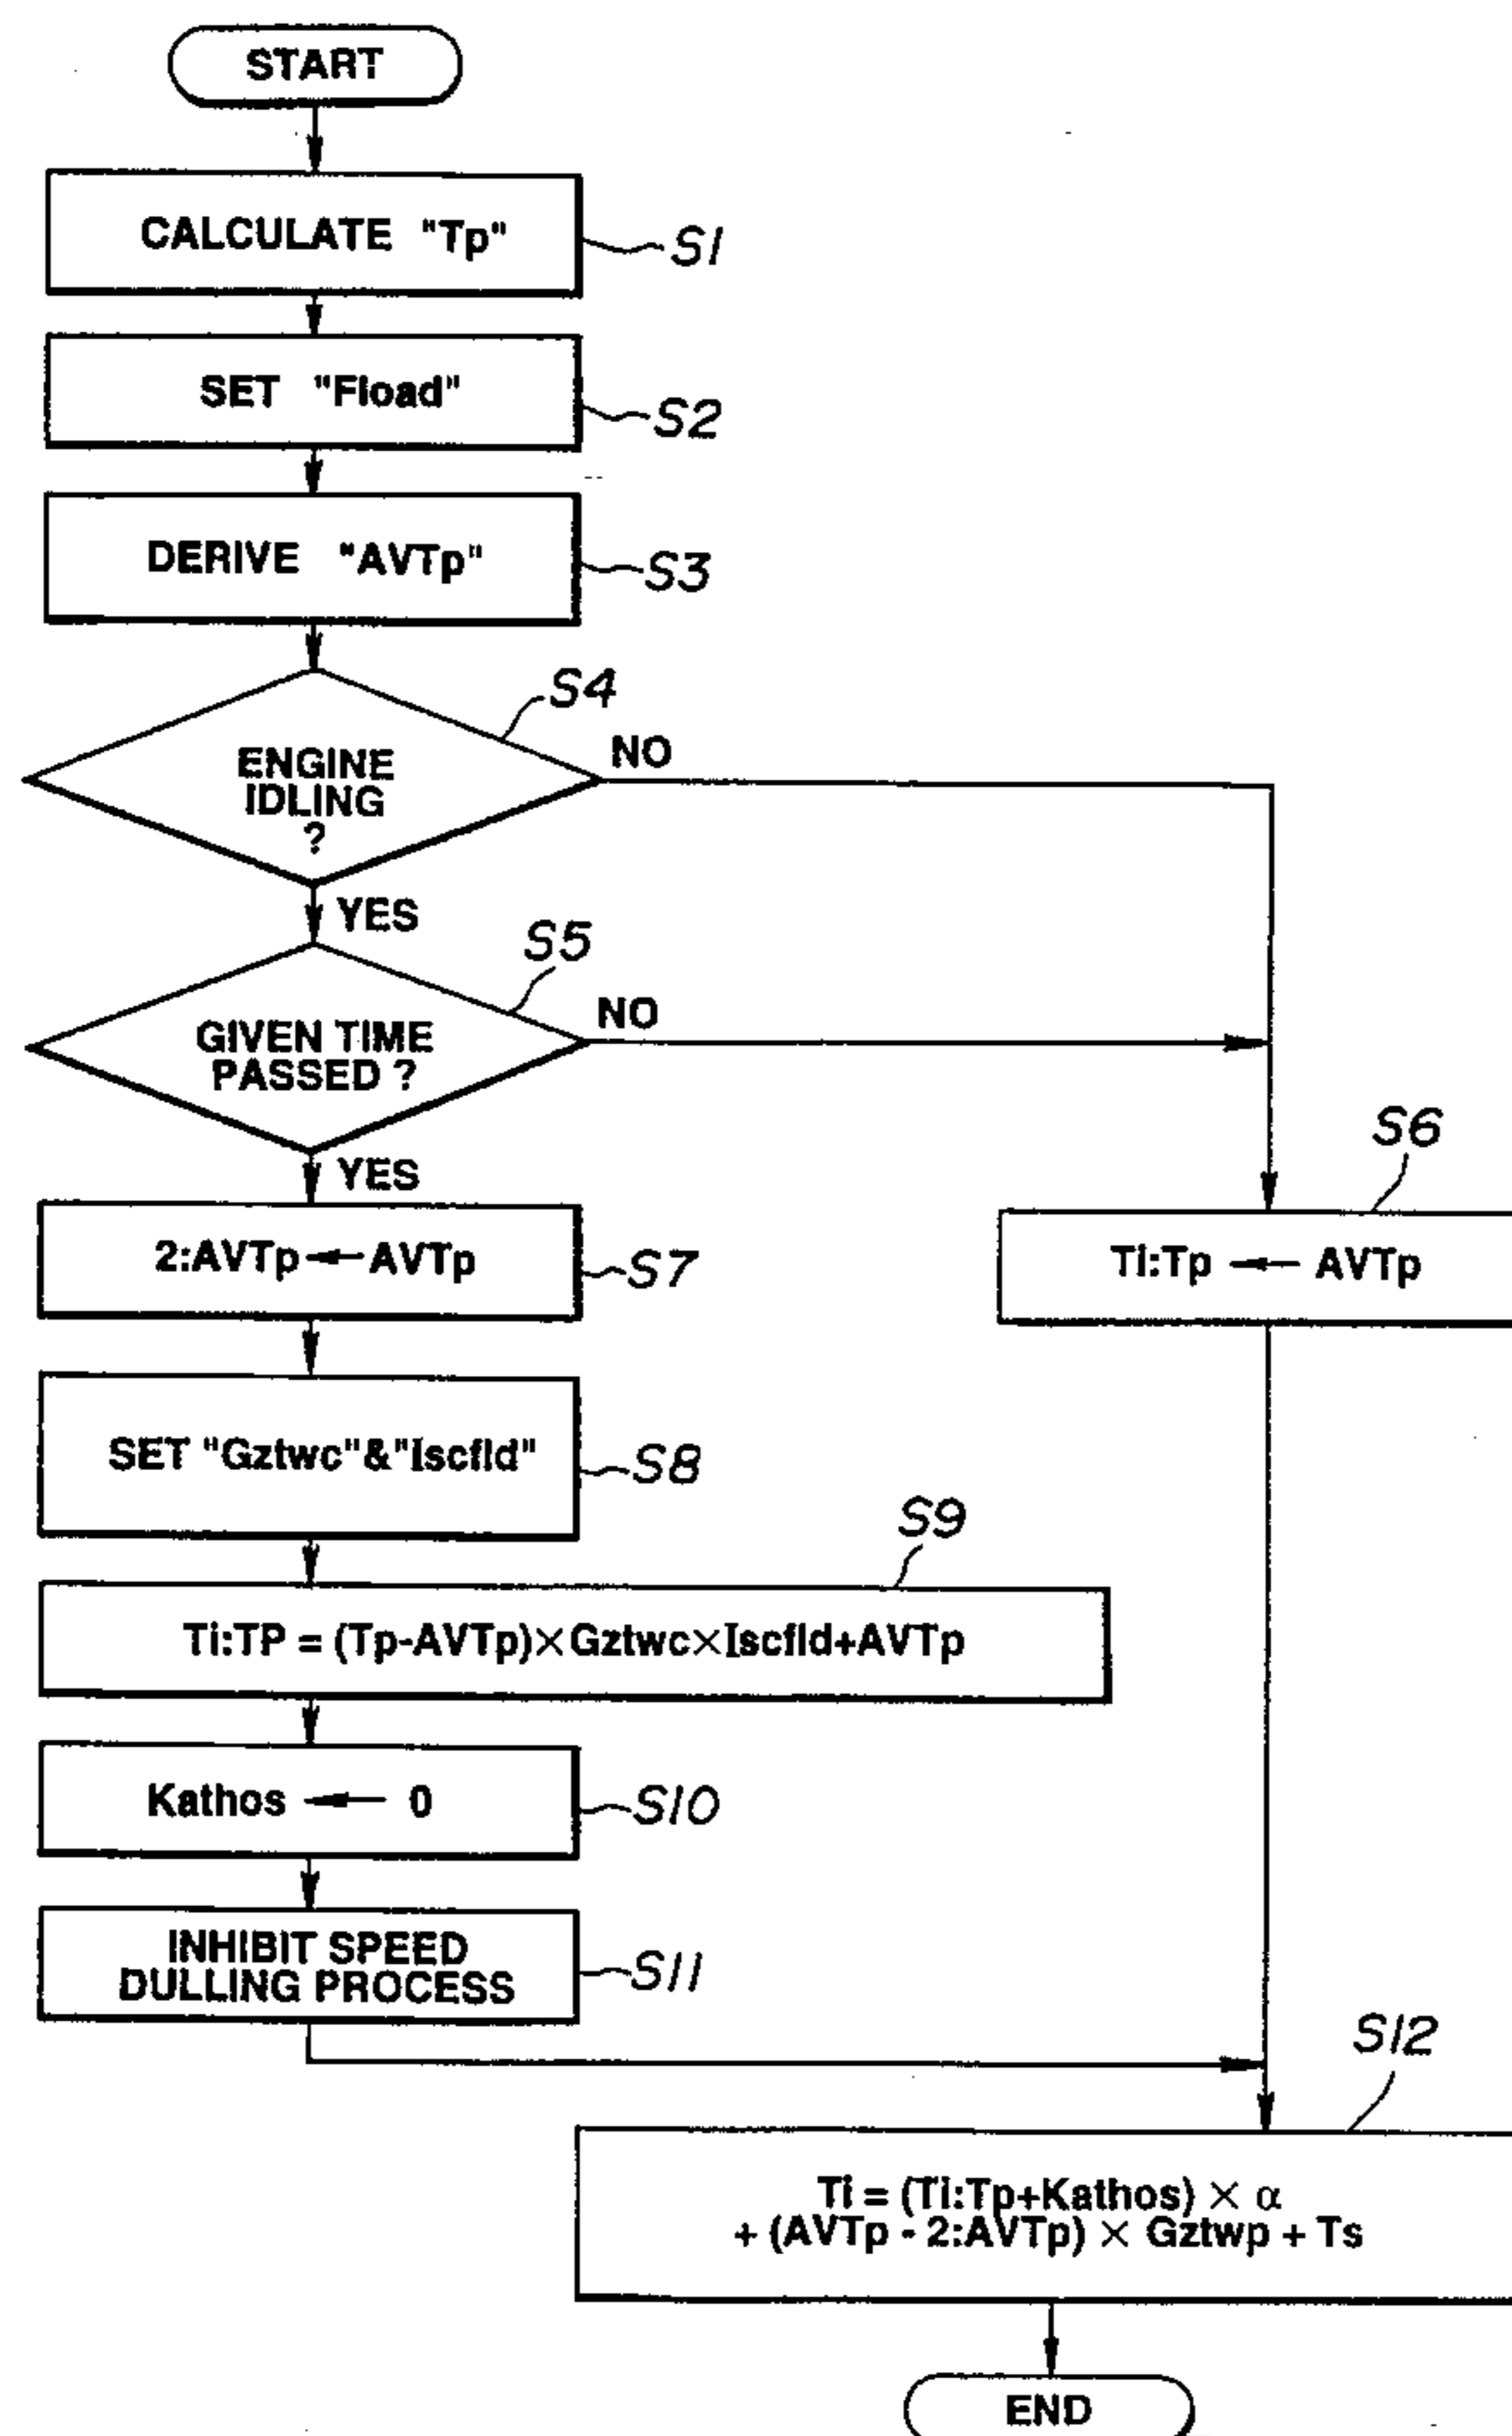 START
CALCULATE "Tp"
S1
SET "Fload"
S2
DERIVE "AVTp"
S3
S4
ENGINE
IDLING
?
NO
YES
S5
GIVEN TIME
PASSED ?
NO
YES
S6
Ti:Tp ← AVTp
2:AVTp ← AVTp
S7
SET "Gztwc"&"Iscfld"
S8
S9
Ti:TP = (Tp-AVTp)×Gztwc×Iscfld+AVTp
Kathos ← 0
S10
INHIBIT SPEED
DULLING PROCESS
S11
S12
Ti = (Ti:Tp+Kathos) × α
+ (AVTp - 2:AVTp) × Gztwp + Ts
END